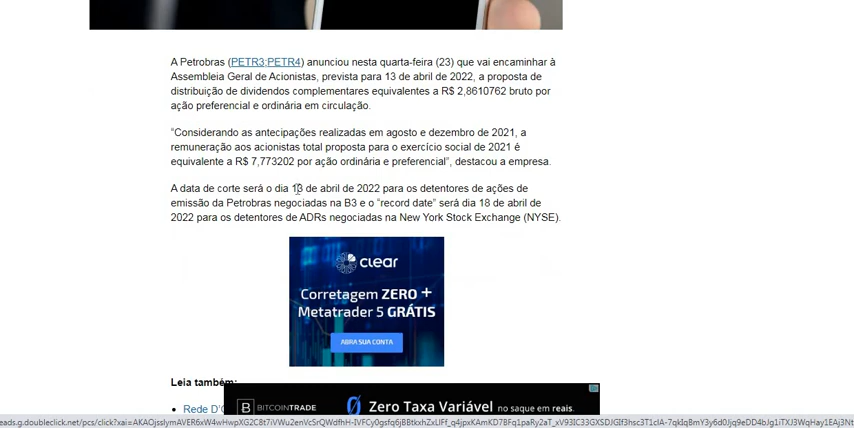 A Petrobras (PETR3;PETR4) anunciou nesta quarta-feira (23) que vai encaminhar à
Assembleia Geral de Acionistas, prevista para 13 de abril de 2022, a proposta de
distribuição de dividendos complementares equivalentes a R$ 2,8610762 bruto por
ação preferencial e ordinária em circulação.
“Considerando as antecipações realizadas em agosto e dezembro de 2021, a
remuneração aos acionistas total proposta para o exercício social de 2021 é
equivalente a R$ 7,773202 por ação ordinária e preferencial”, destacou a empresa.
A data de corte será o dia 13 de abril de 2022 para os detentores de ações de
emissão da Petrobras negociadas na B3 e o “record date” será dia 18 de abril de
2022 para os detentores de ADRs negociadas na New York Stock Exchange (NYSE).
clear
Corretagem ZERO +
Metatrader 5 GRÁTIS
ABRA SUA CONTA
Leia também:
Rede
B BITCOINTRADE
Zero Taxa Variável no saque em reais.